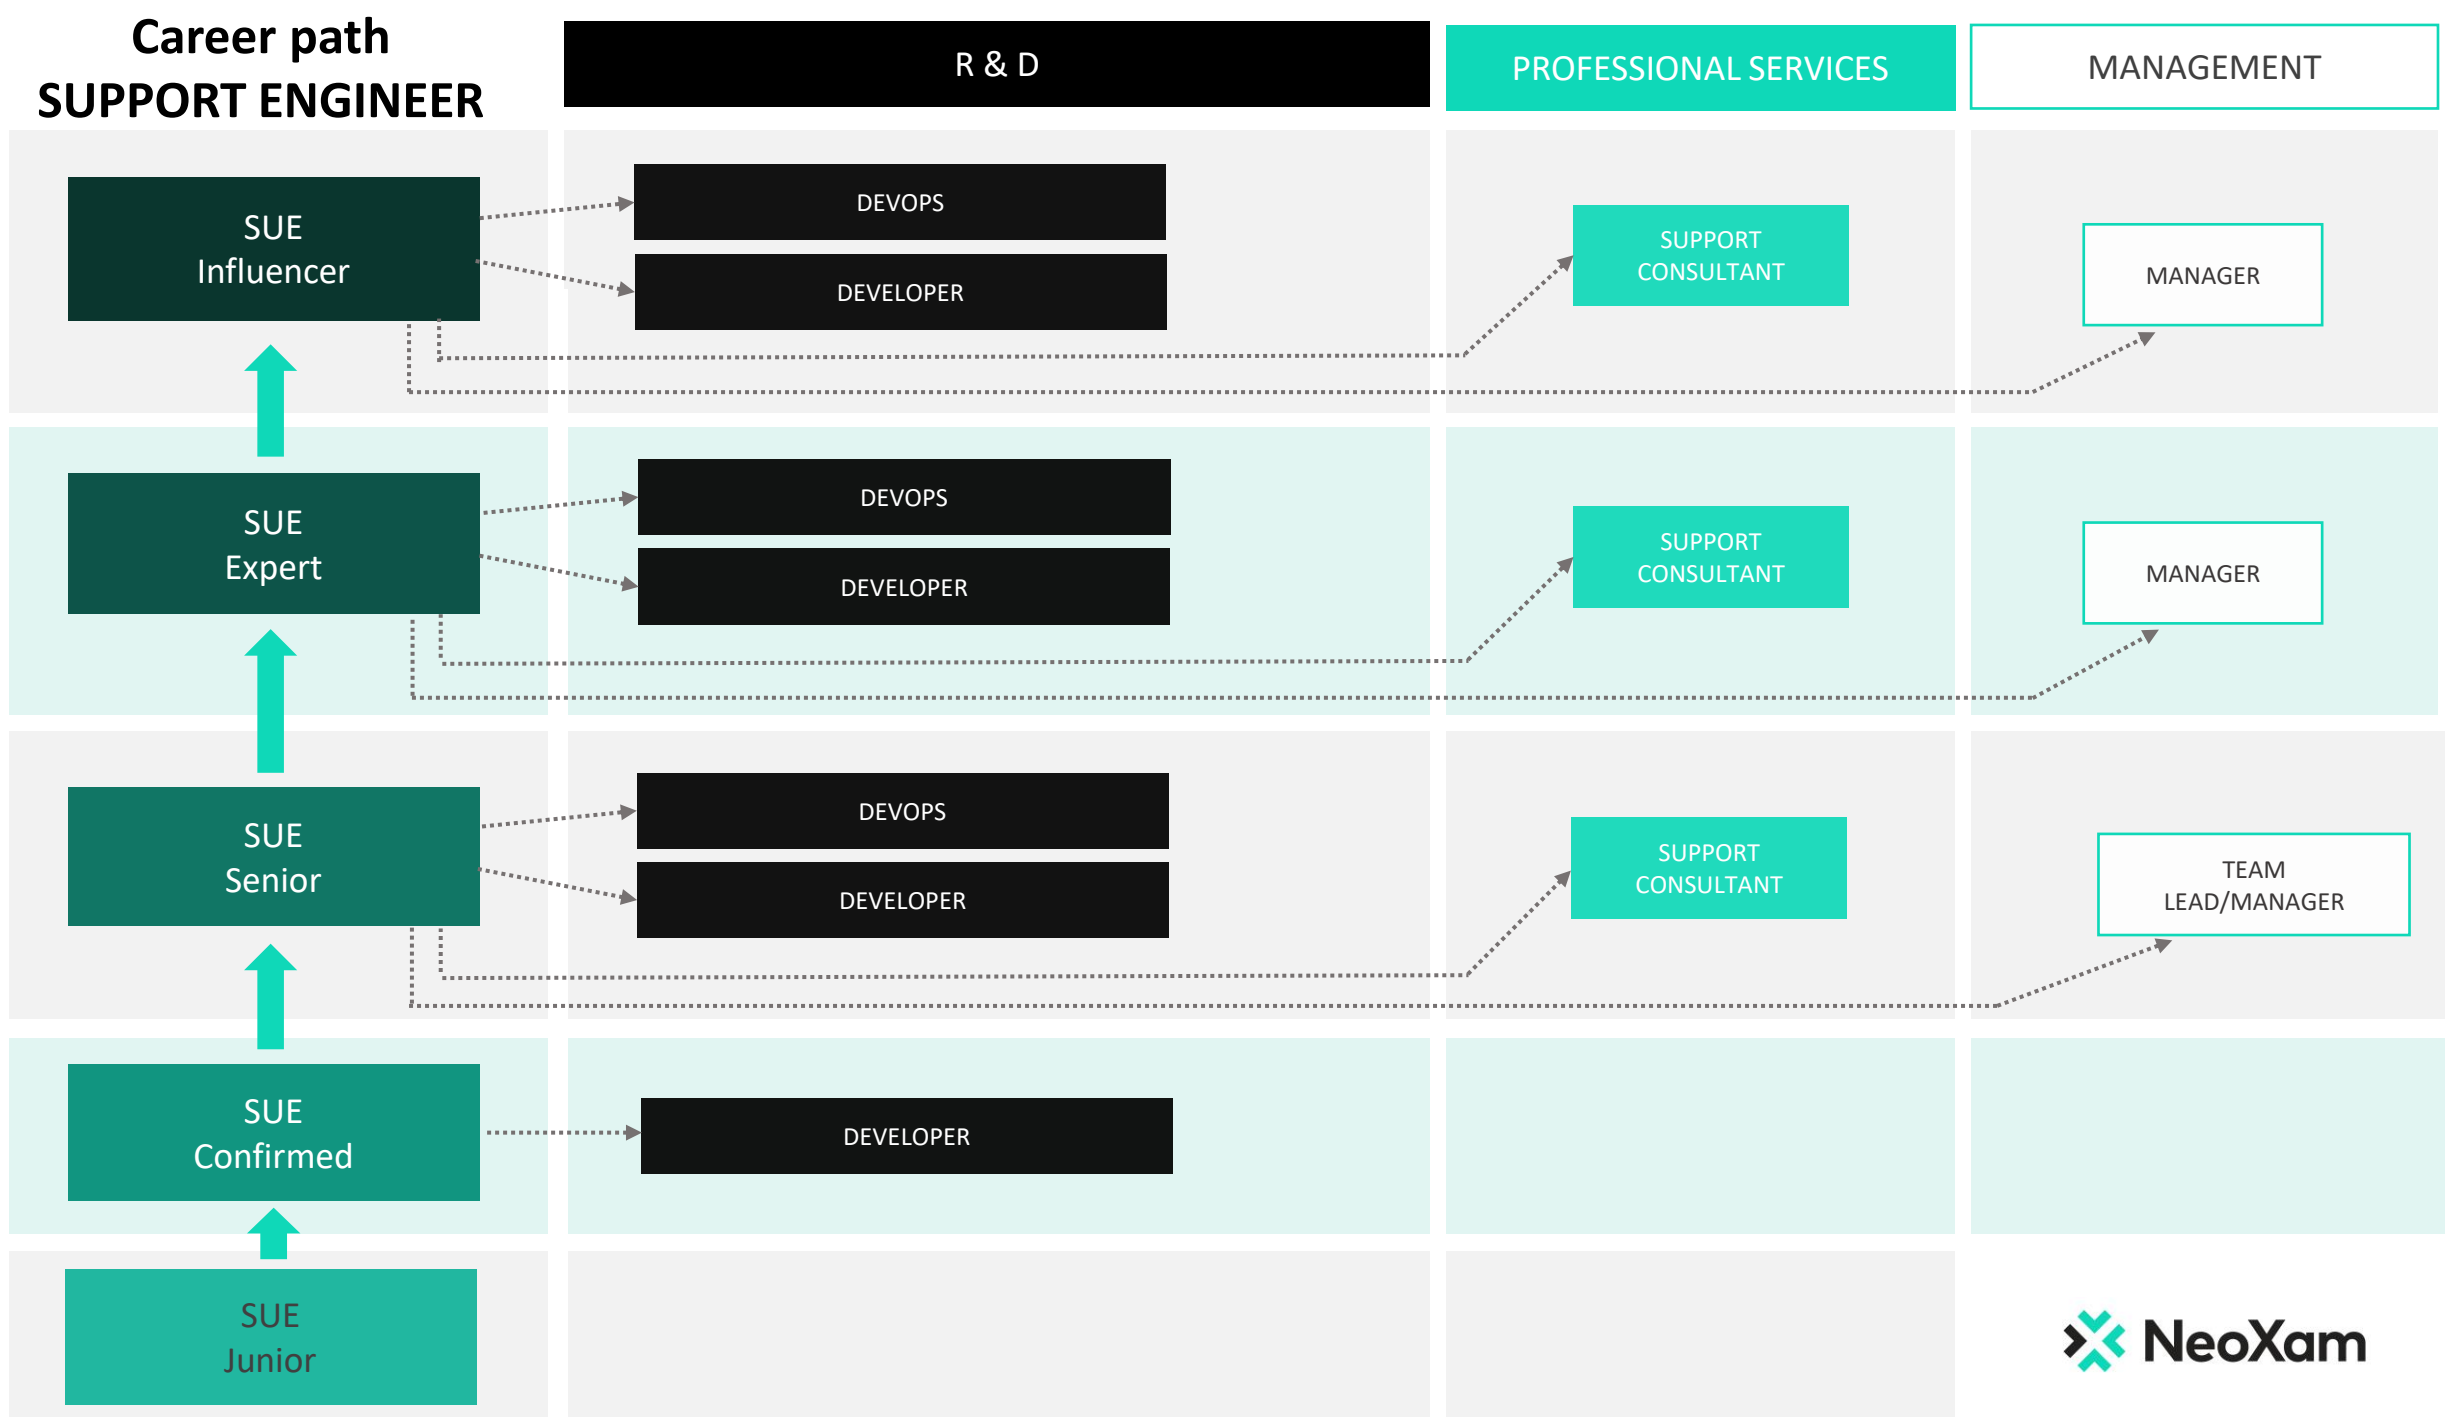 Career path
SUPPORT ENGINEER
R & D
PROFESSIONAL SERVICES
MANAGEMENT
SUE
Influencer
DEVOPS
DEVELOPER
SUPPORT
CONSULTANT
MANAGER
SUE
Expert
DEVOPS
DEVELOPER
SUPPORT
CONSULTANT
MANAGER
SUE
Senior
DEVOPS
DEVELOPER
SUPPORT
CONSULTANT
TEAM
LEAD/MANAGER
SUE
Confirmed
DEVELOPER
SUE
Junior
NeoXam